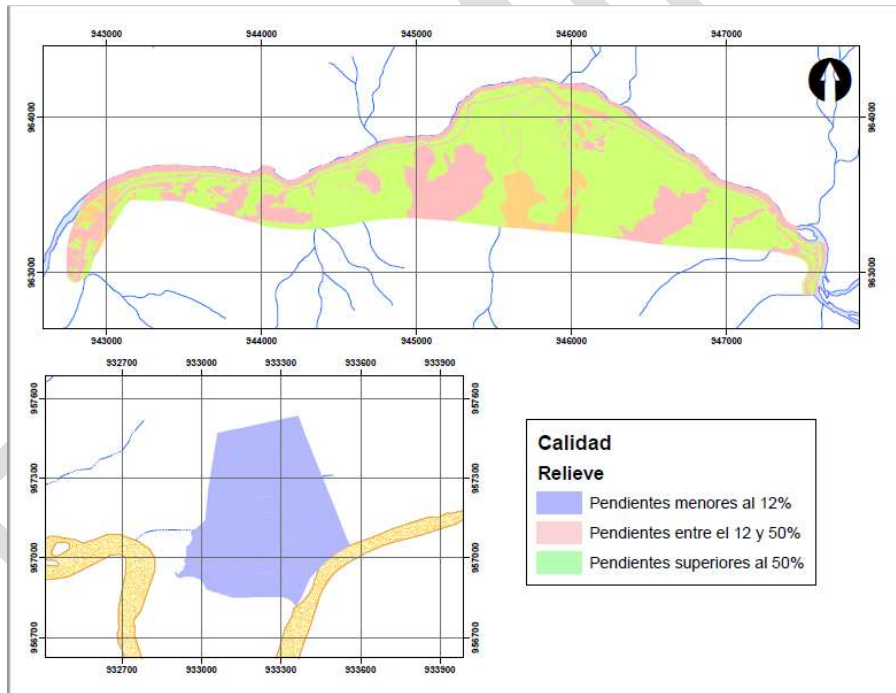 943000 944000 945000 946000 947000
964000 964000
963000 963000
943000 944000 945000 946000 947000
932700 933000 933300 933600 933900
957600 957600
957300 957300
957000 957000
956700 956700
932700 933000 933300 933600 933900
Calidad
Relieve
Pendientes menores al 12%
Pendientes entre el 12 y 50%
Pendientes superiores al 50%